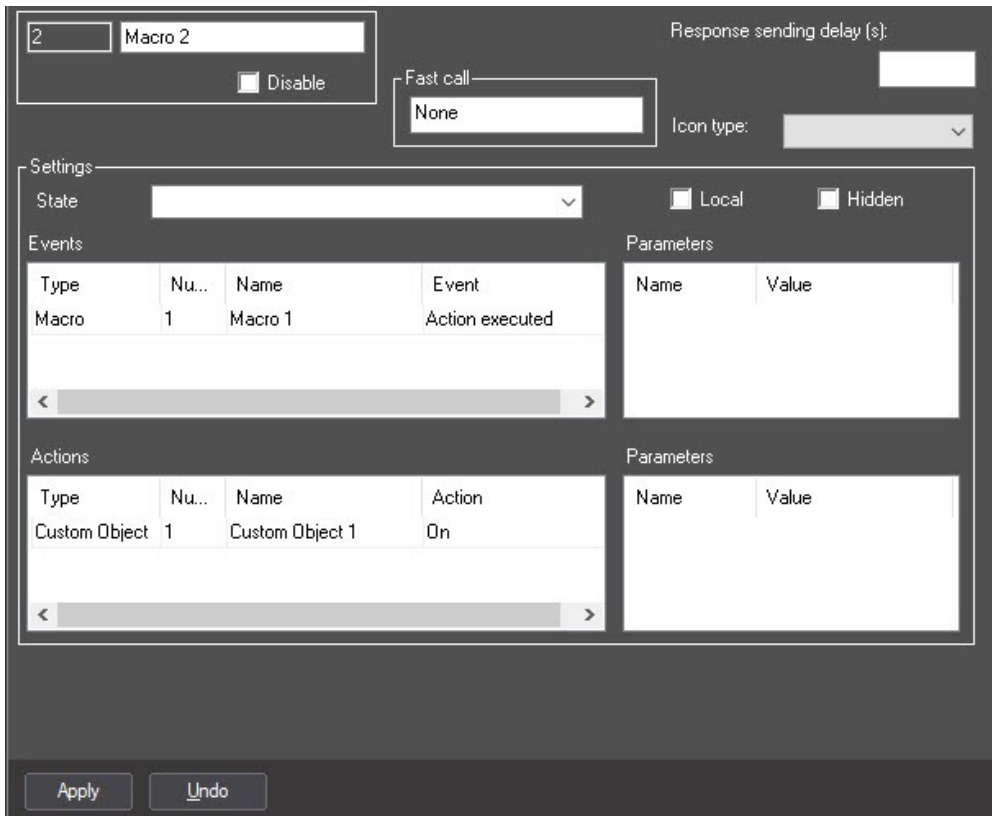 2 Macro 2
Disable
Fast call
None
Response sending delay (s):
Icon type:
Settings
State
Local Hidden
Events
Type Nu... Name Event
Macro 1 Macro 1 Action executed
Parameters
Name Value
Actions
Type Nu... Name Action
Custom Object 1 Custom Object 1 On
Parameters
Name Value
Apply Undo